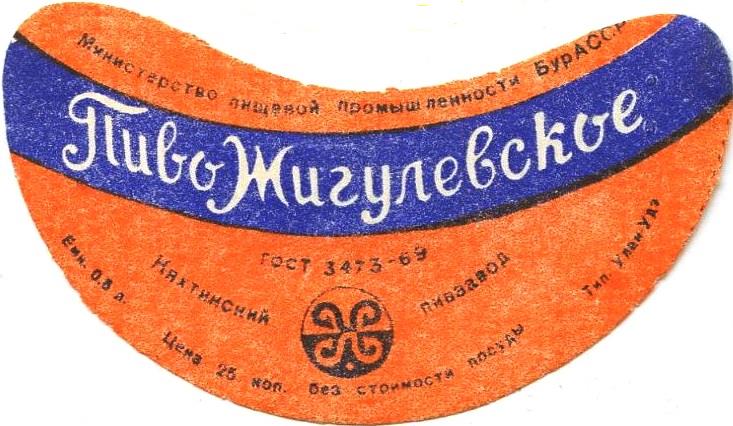 Министерство пищевой промышленности БурАССР
Пиво Жигулевское
ГОСТ 3473-69
Кяхтинский пивзавод
Емк. 0.5 л.
Цена 25 коп. без стоимости посуды
Тип. Улан-Удэ